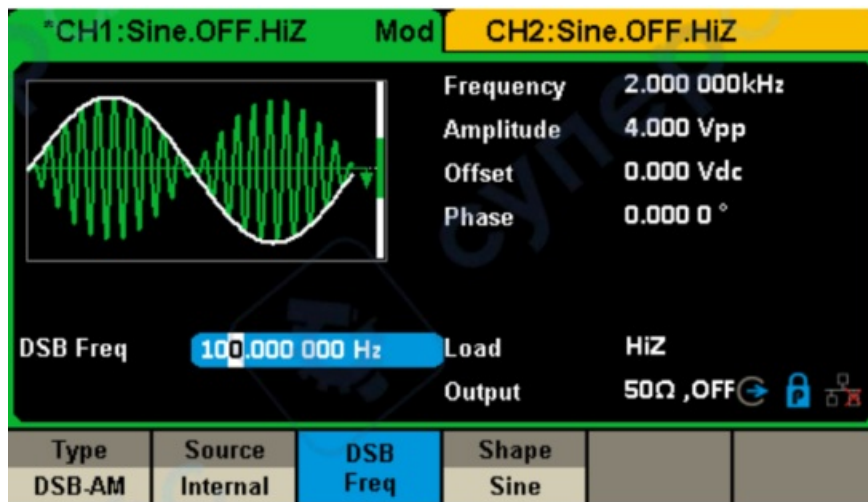 *CH1:Sine.OFF.HiZ Mod
CH2:Sine.OFF.HiZ
Frequency 2.000 000kHz
Amplitude 4.000 Vpp
Offset 0.000 Vdc
Phase 0.000 0 °
DSB Freq 100.000 000 Hz
Load HiZ
Output 50Ω ,OFF
Type
DSB-AM
Source
Internal
DSB
Freq
Shape
Sine